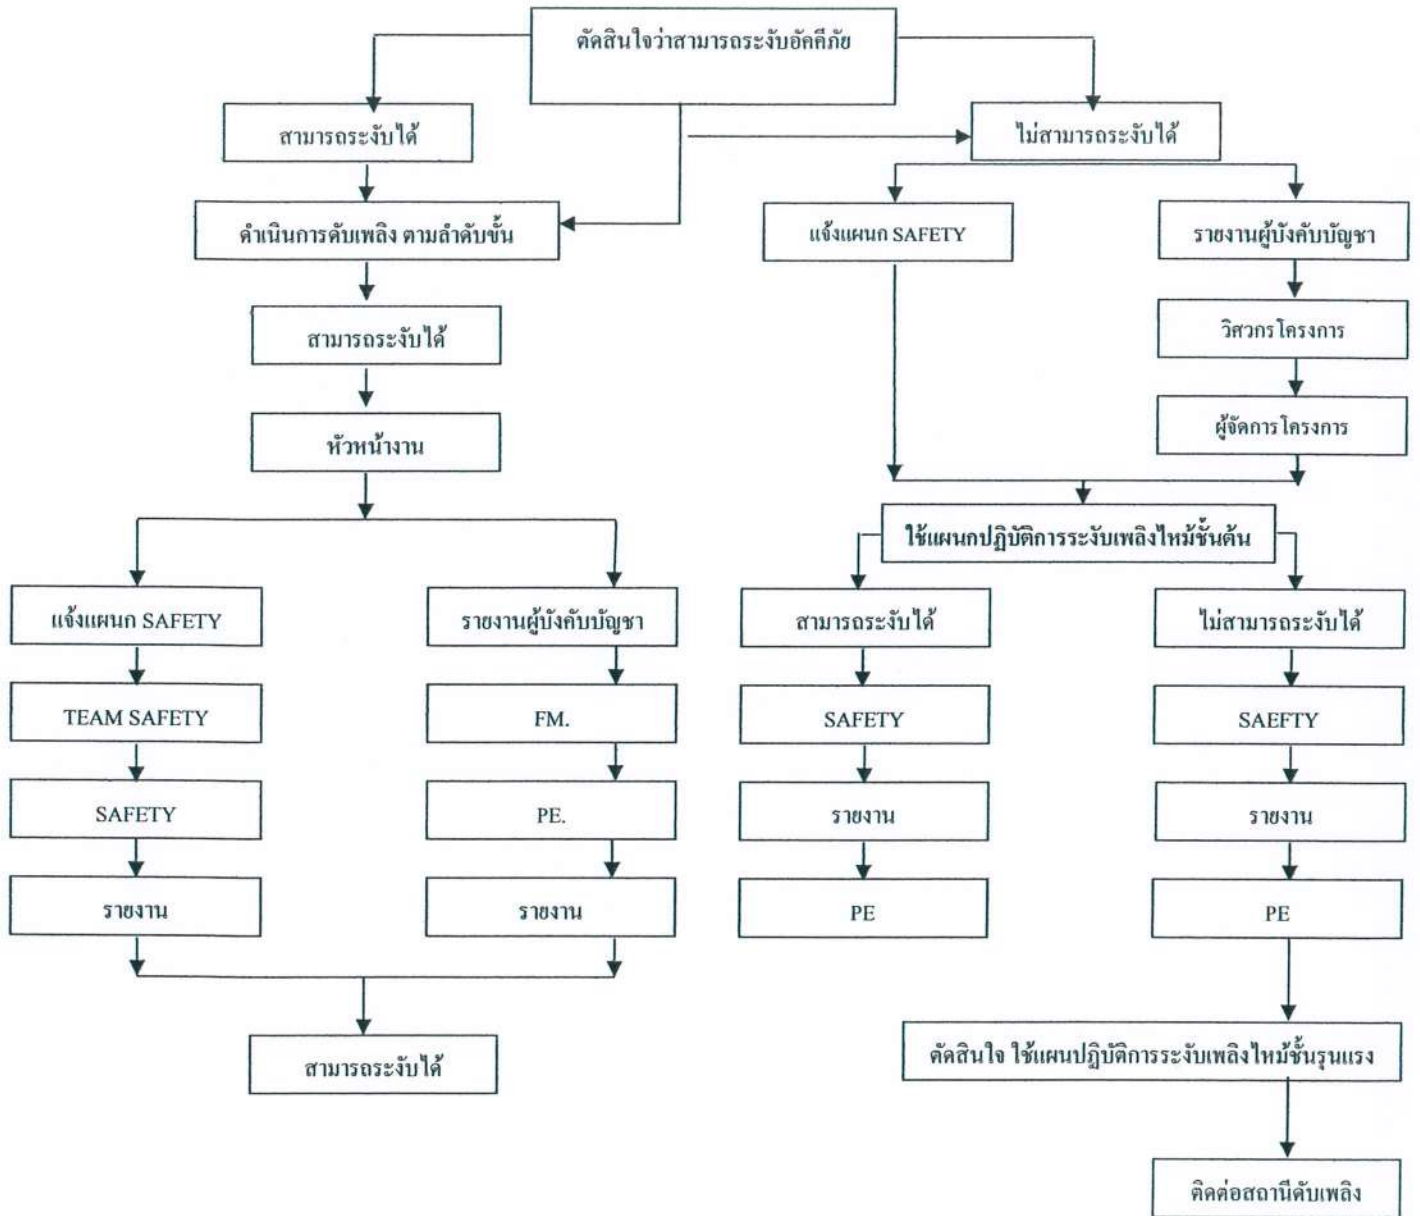 ตัดสินใจว่าสามารถระงับอัคคีภัย
สามารถระงับได้
ไม่สามารถระงับได้
ดำเนินการดับเพลิง ตามลำดับขั้น
แจ้งแผนก SAFETY
รายงานผู้บังคับบัญชา
สามารถระงับได้
วิศวกรโครงการ
หัวหน้างาน
ผู้จัดการโครงการ
ใช้แผนกปฏิบัติการระงับเพลิงไหม้ชั้นต้น
แจ้งแผนก SAFETY
รายงานผู้บังคับบัญชา
สามารถระงับได้
ไม่สามารถระงับได้
TEAM SAFETY
FM.
SAFETY
SAEFTY
SAFETY
PE.
รายงาน
รายงาน
รายงาน
รายงาน
PE
PE
สามารถระงับได้
ตัดสินใจ ใช้แผนปฏิบัติการระงับเพลิงไหม้ชั้นรุนแรง
ติดต่อสถานีดับเพลิง